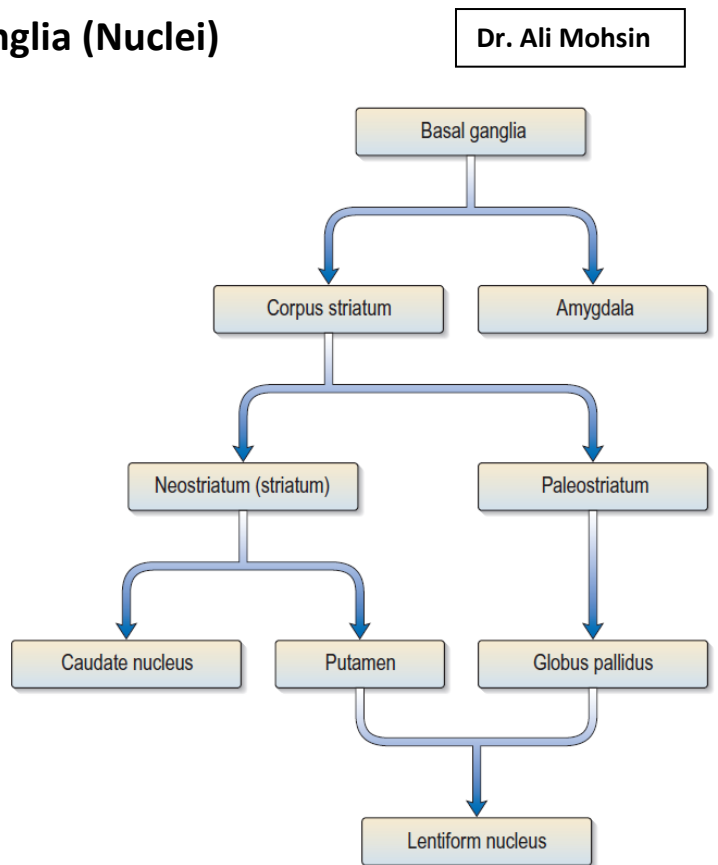 nglia (Nuclei)
Dr. Ali Mohsin
Basal ganglia
Corpus striatum
Amygdala
Neostriatum (striatum)
Paleostriatum
Caudate nucleus
Putamen
Globus pallidus
Lentiform nucleus